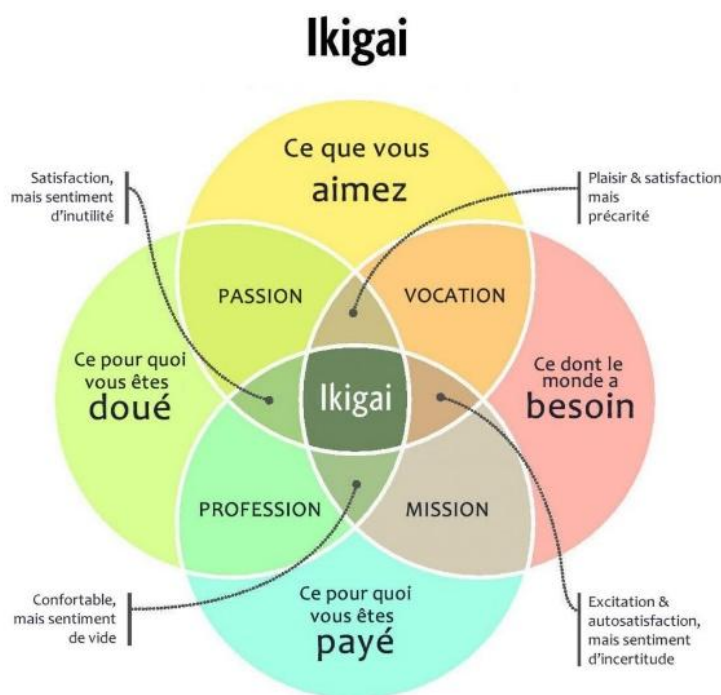 Ikigai
Ce que vous
aimez
Satisfaction,
mais sentiment
d'inutilité
Plaisir & satisfaction
mais
précarité
PASSION
VOCATION
Ce pour quoi
vous êtes
doué
Ikigai
Ce dont le
monde a
besoin
PROFESSION
MISSION
Confortable,
mais sentiment
de vide
Ce pour quoi
vous êtes
payé
Excitation &
autosatisfaction,
mais sentiment
d'incertitude